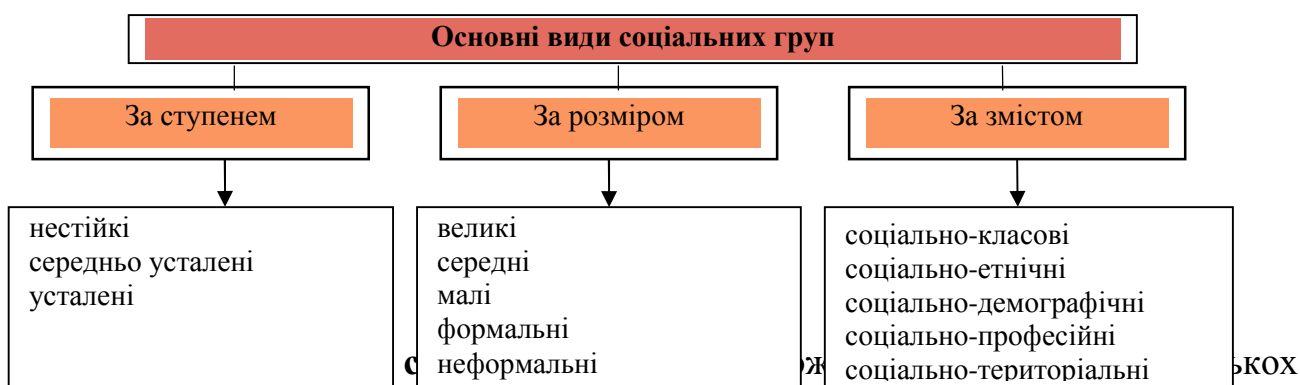 Основні види соціальних груп
За ступенем
За розміром
За змістом
нестійкі
середньо усталені
усталені
великі
середні
малі
формальні
неформальні
соціально-класові
соціально-етнічні
соціально-демографічні
соціально-професійні
соціально-територіальні